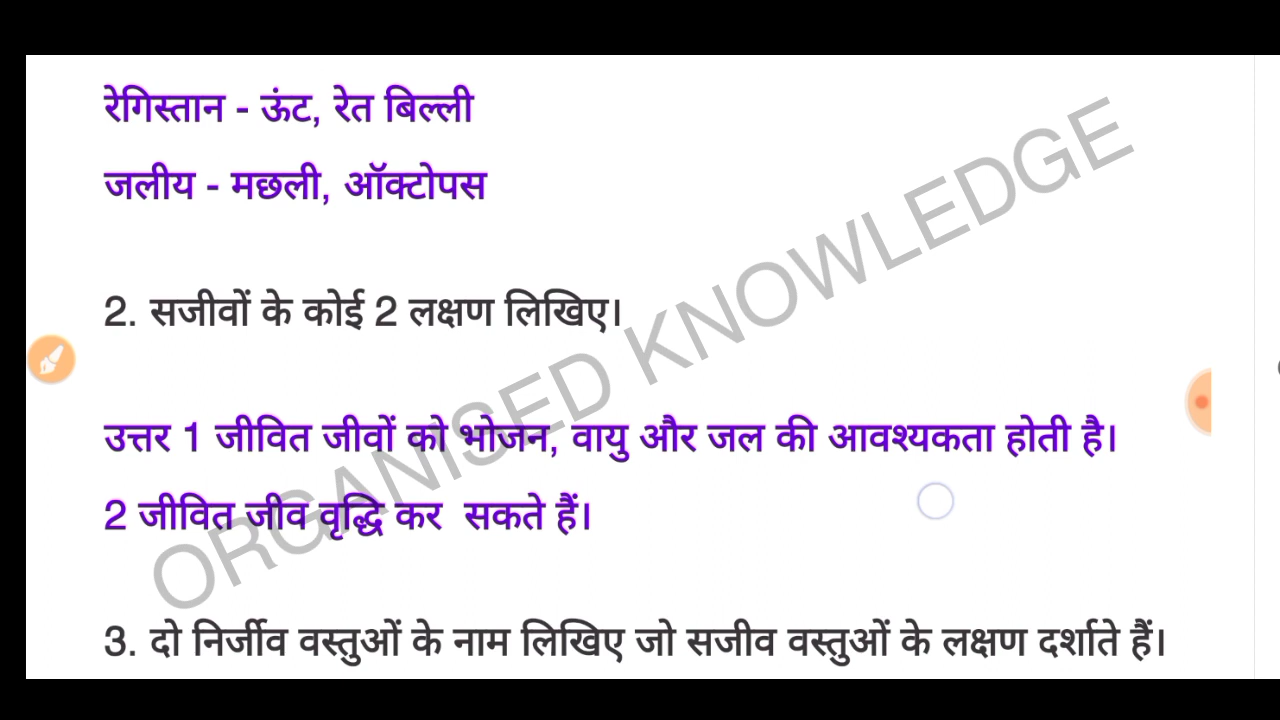 रेगिस्तान - ऊंट, रेत बिल्ली
जलीय - मछली, ऑक्टोपस
2. सजीवों के कोई 2 लक्षण लिखिए।
उत्तर 1 जीवित जीवों को भोजन, वायु और जल की आवश्यकता होती है।
2 जीवित जीव वृद्धि कर सकते हैं।
3. दो निर्जीव वस्तुओं के नाम लिखिए जो सजीव वस्तुओं के लक्षण दर्शाते हैं।
ORGANISED KNOWLEDGE